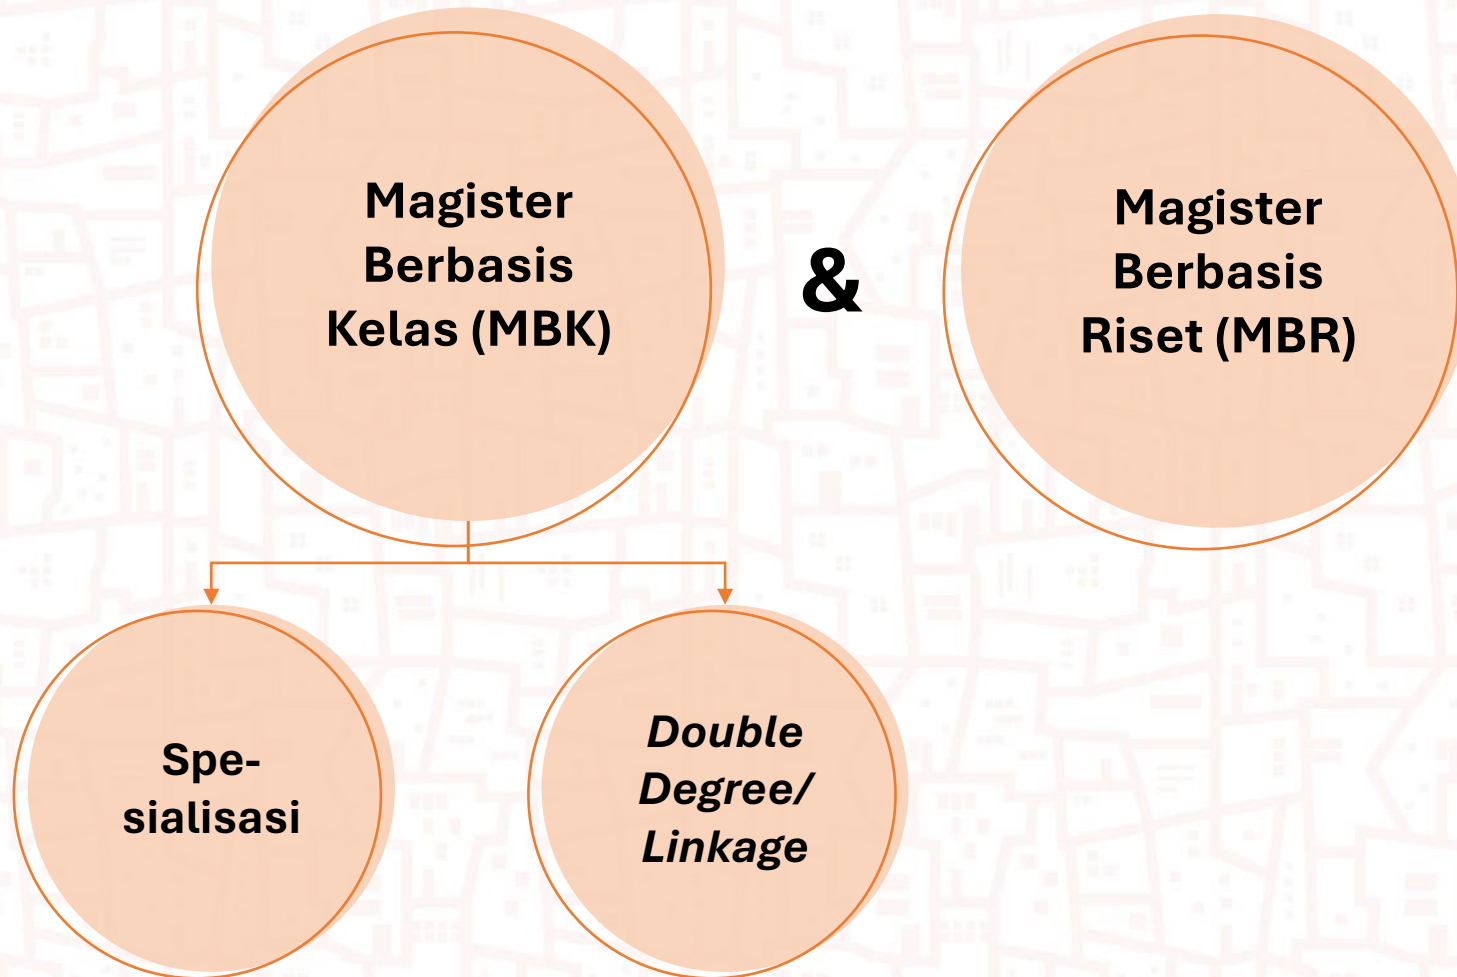 Magister
Berbasis
Kelas (MBK)
&
Magister
Berbasis
Riset (MBR)
Spe-
sialisasi
Double
Degree/
Linkage